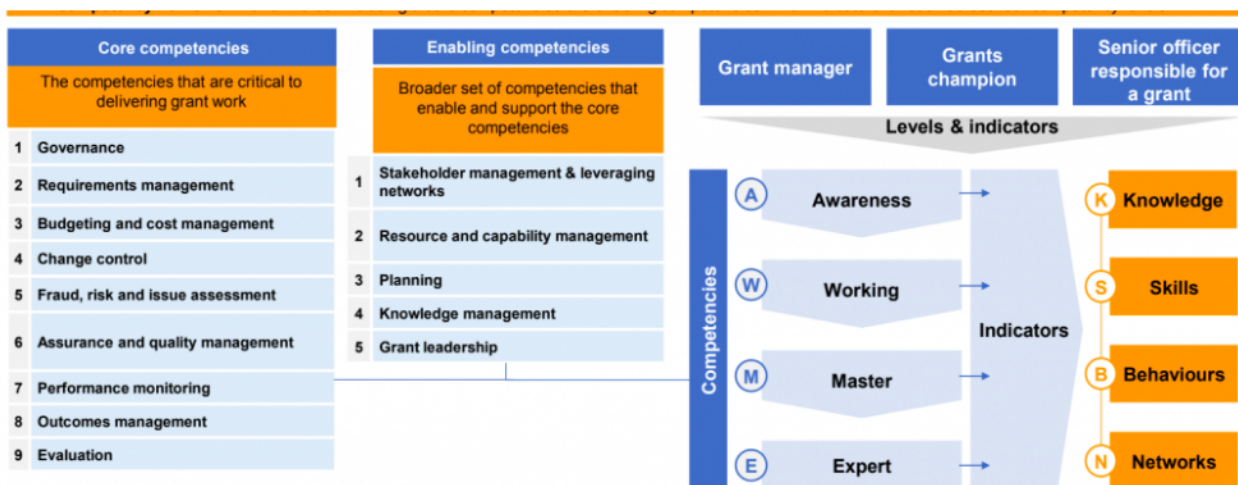 Core competencies
The competencies that are critical to
delivering grant work
1 Governance
2 Requirements management
3 Budgeting and cost management
4 Change control
5 Fraud, risk and issue assessment
6 Assurance and quality management
7 Performance monitoring
8 Outcomes management
9 Evaluation
Enabling competencies
Broader set of competencies that
enable and support the core
competencies
1 Stakeholder management & leveraging
networks
2 Resource and capability management
3 Planning
4 Knowledge management
5 Grant leadership
Grant manager
Grants
champion
Senior officer
responsible for
a grant
Levels & indicators
Competencies
A Awareness
W Working
M Master
E Expert
Indicators
K Knowledge
S Skills
B Behaviours
N Networks